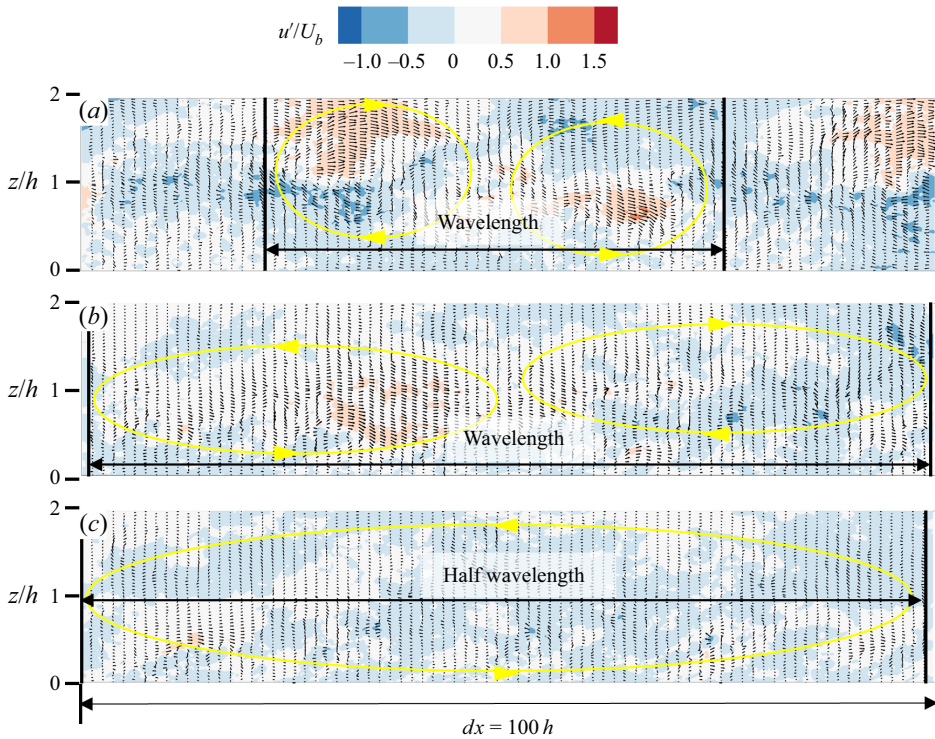 u′/U_b
–1.0 –0.5 0 0.5 1.0 1.5
2
(a)
z/h 1
Wavelength
0
2
(b)
z/h 1
Wavelength
0
2
(c)
Half wavelength
z/h 1
0
dx = 100 h